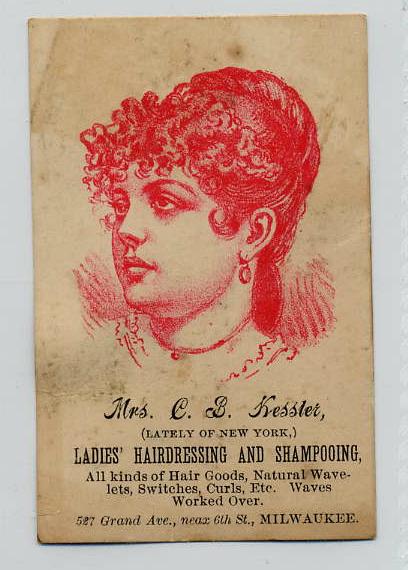 Mrs. C. B. Kessler,
(LATELY OF NEW YORK,)
LADIES' HAIRDRESSING AND SHAMPOOING,
All kinds of Hair Goods, Natural Wave-
lets, Switches, Curls, Etc. Waves
Worked Over.
527 Grand Ave., near 6th St., MILWAUKEE.